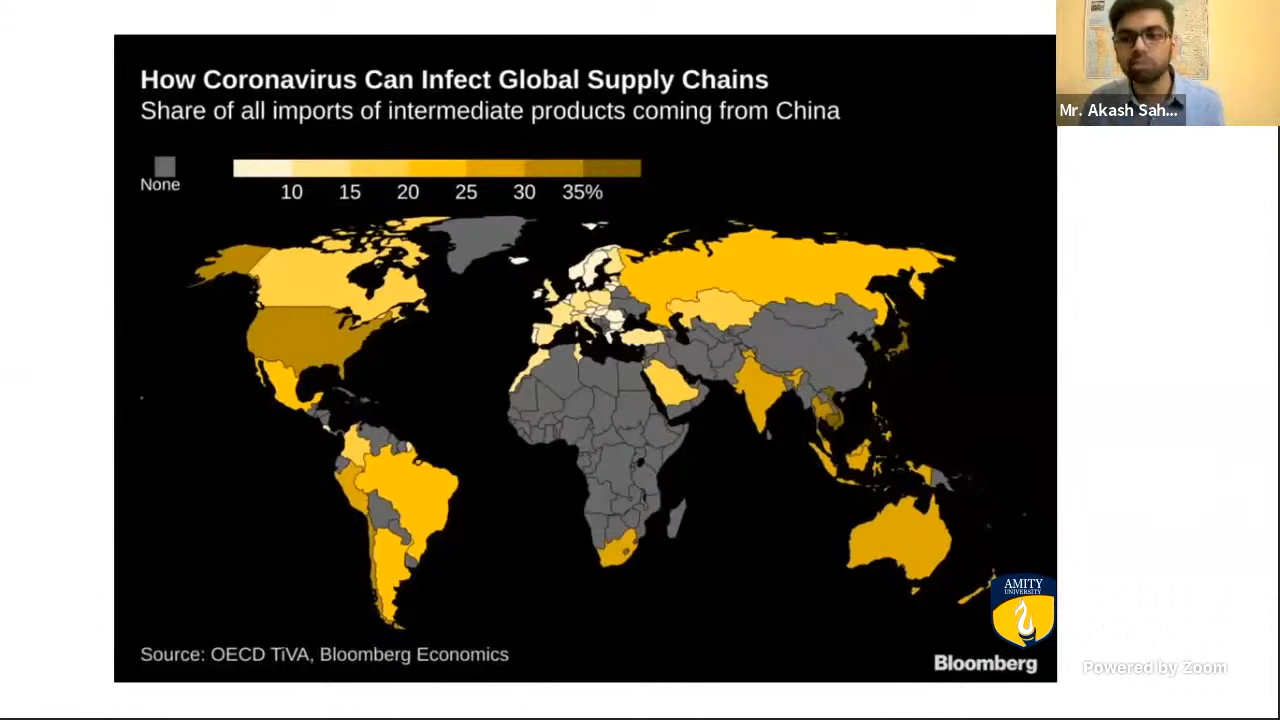 How Coronavirus Can Infect Global Supply Chains
Share of all imports of intermediate products coming from China
None
10 15 20 25 30 35%
AMITY
UNIVERSITY
Source: OECD TiVA, Bloomberg Economics
Bloomberg
Mr. Akash Sah...
Powered by Zoom